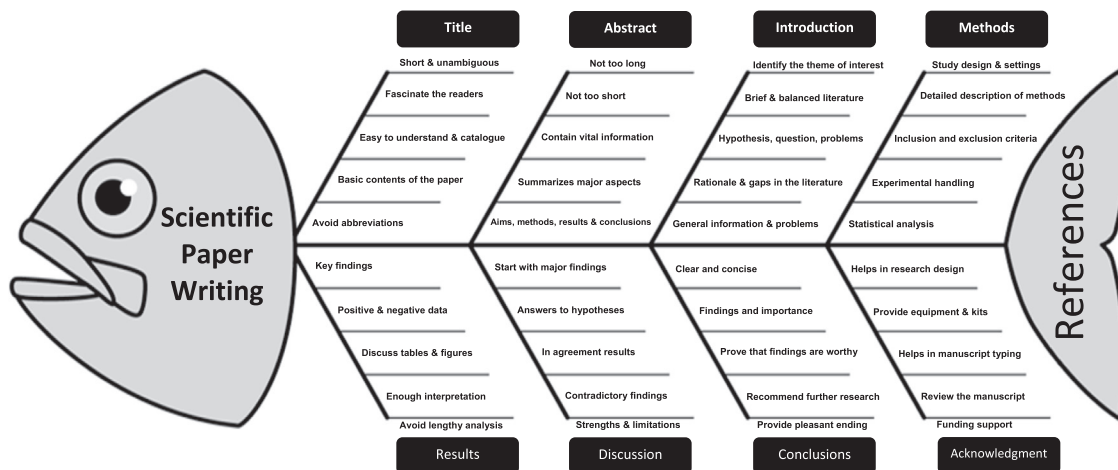 Title
Abstract
Introduction
Methods
Short & unambiguous
Fascinate the readers
Easy to understand & catalogue
Basic contents of the paper
Avoid abbreviations
Not too long
Not too short
Contain vital information
Summarizes major aspects
Aims, methods, results & conclusions
Identify the theme of interest
Brief & balanced literature
Hypothesis, question, problems
Rationale & gaps in the literature
General information & problems
Study design & settings
Detailed description of methods
Inclusion and exclusion criteria
Experimental handling
Statistical analysis
Scientific
Paper
Writing
References
Key findings
Positive & negative data
Discuss tables & figures
Enough interpretation
Avoid lengthy analysis
Start with major findings
Answers to hypotheses
In agreement results
Contradictory findings
Strengths & limitations
Clear and concise
Findings and importance
Prove that findings are worthy
Recommend further research
Provide pleasant ending
Helps in research design
Provide equipment & kits
Helps in manuscript typing
Review the manuscript
Funding support
Results
Discussion
Conclusions
Acknowledgment